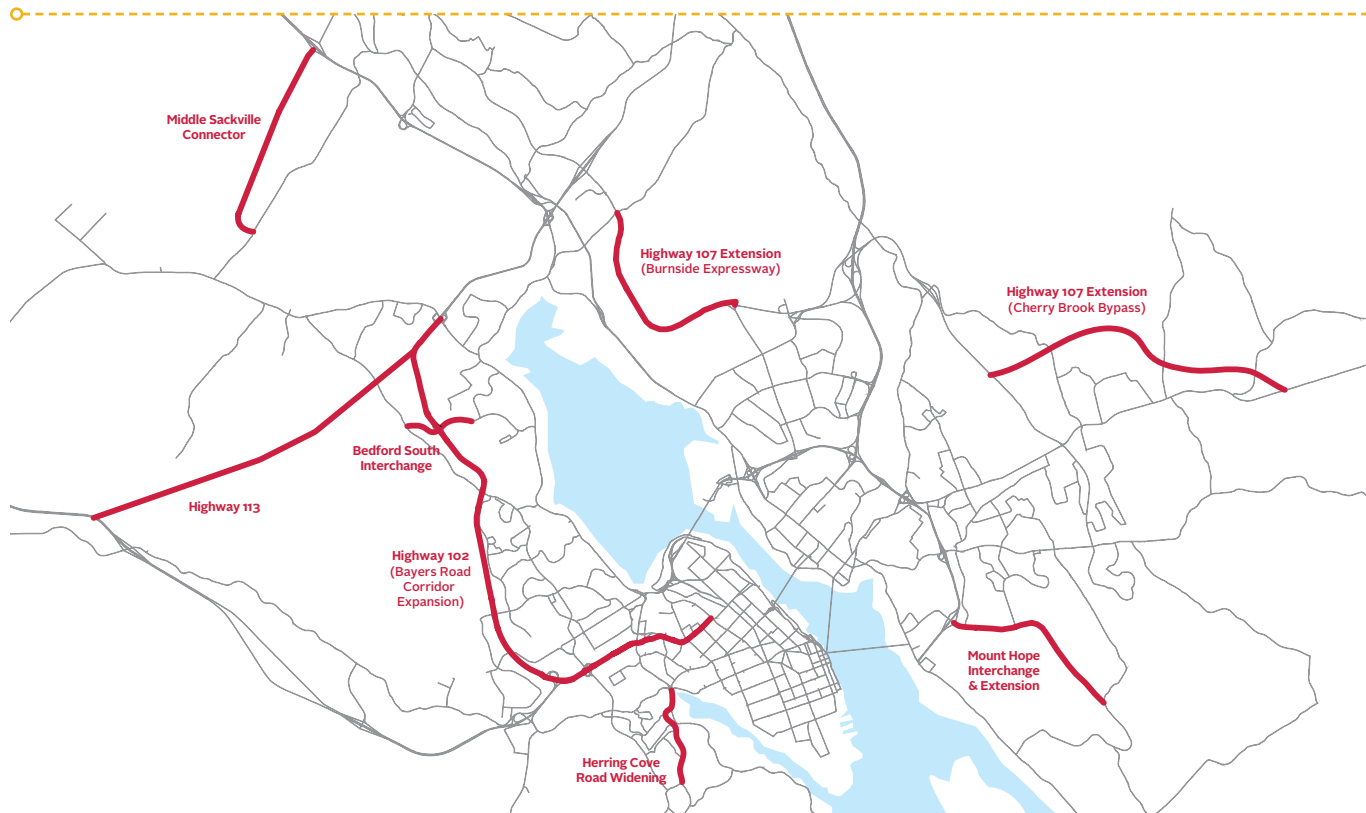 Middle Sackville
Connector
Highway 107 Extension
(Burnside Expressway)
Highway 107 Extension
(Cherry Brook Bypass)
Bedford South
Interchange
Highway 113
Highway 102
(Bayers Road
Corridor
Expansion)
Mount Hope
Interchange
& Extension
Herring Cove
Road Widening